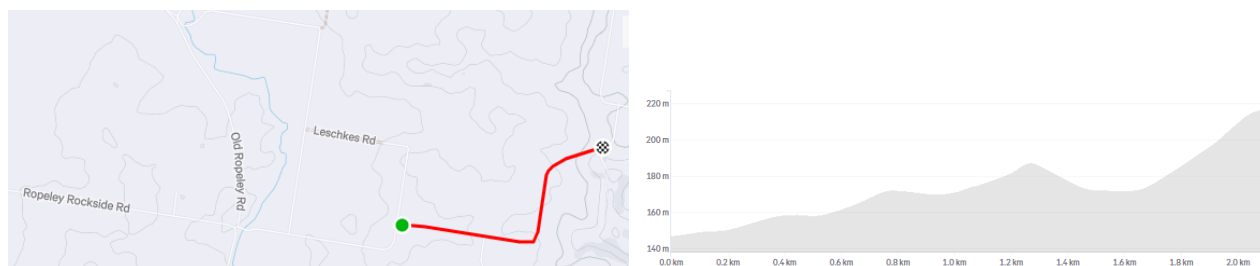 Leschkes Rd
Old Ropeley Rd
Ropeley Rockside Rd
220 m
200 m
180 m
160 m
140 m
0.0 km 0.2 km 0.4 km 0.6 km 0.8 km 1.0 km 1.2 km 1.4 km 1.6 km 1.8 km 2.0 km